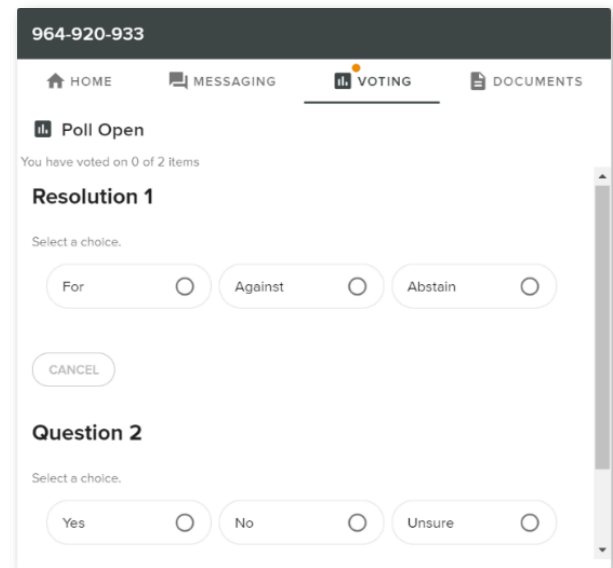 964-920-933
HOME MESSAGING VOTING DOCUMENTS
Poll Open
You have voted on 0 of 2 items
Resolution 1
Select a choice.
For Against Abstain
CANCEL
Question 2
Select a choice.
Yes No Unsure